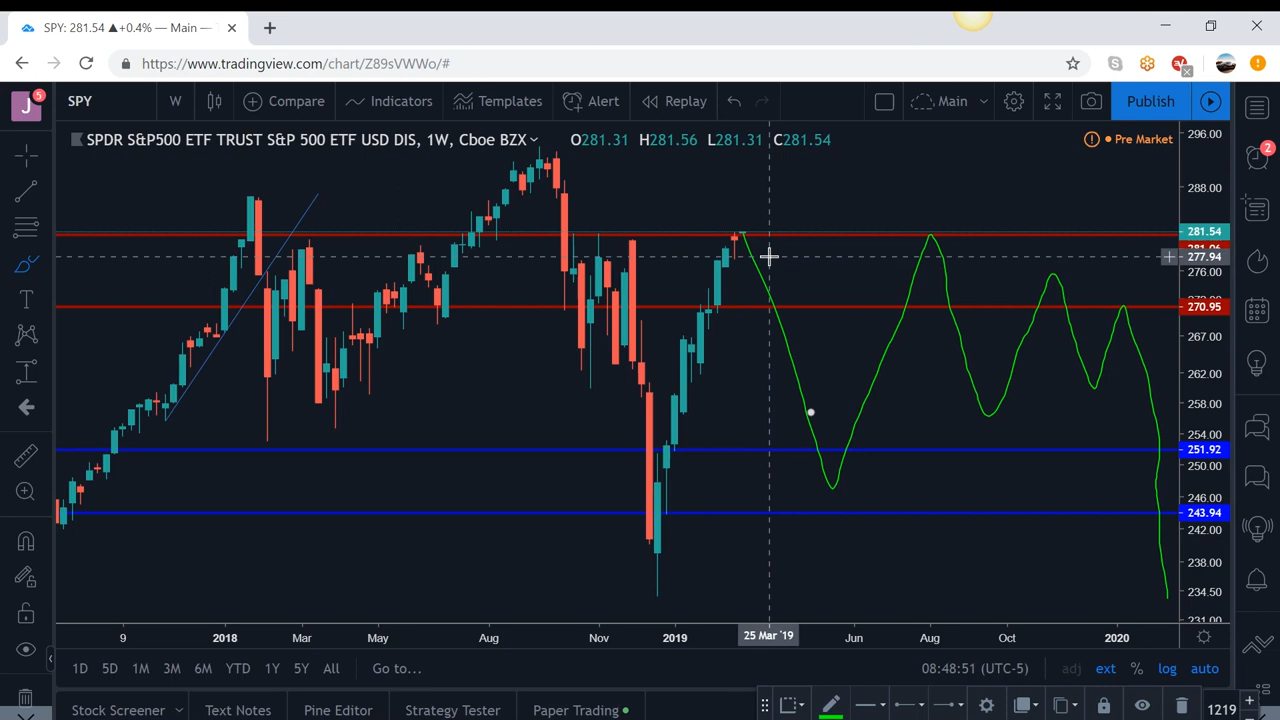 SPY: 281.54 ▲+0.4% — Main —
https://www.tradingview.com/chart/Z89sVWWo/#
J 5 SPY W Compare Indicators Templates Alert Replay Main Publish
SPDR S&P500 ETF TRUST S&P 500 ETF USD DIS, 1W, Cboe BZX O281.31 H281.56 L281.31 C281.54
Pre Market
296.00
2
288.00
281.54
277.94
276.00
270.95
267.00
262.00
258.00
254.00
251.92
250.00
246.00
243.94
242.00
238.00
234.50
231.00
9 2018 Mar May Aug Nov 2019 25 Mar '19 Jun Aug Oct 2020
1D 5D 1M 3M 6M YTD 1Y 5Y All Go to... 08:48:51 (UTC-5) adj ext % log auto
Stock Screener Text Notes Pine Editor Strategy Tester Paper Trading 1219